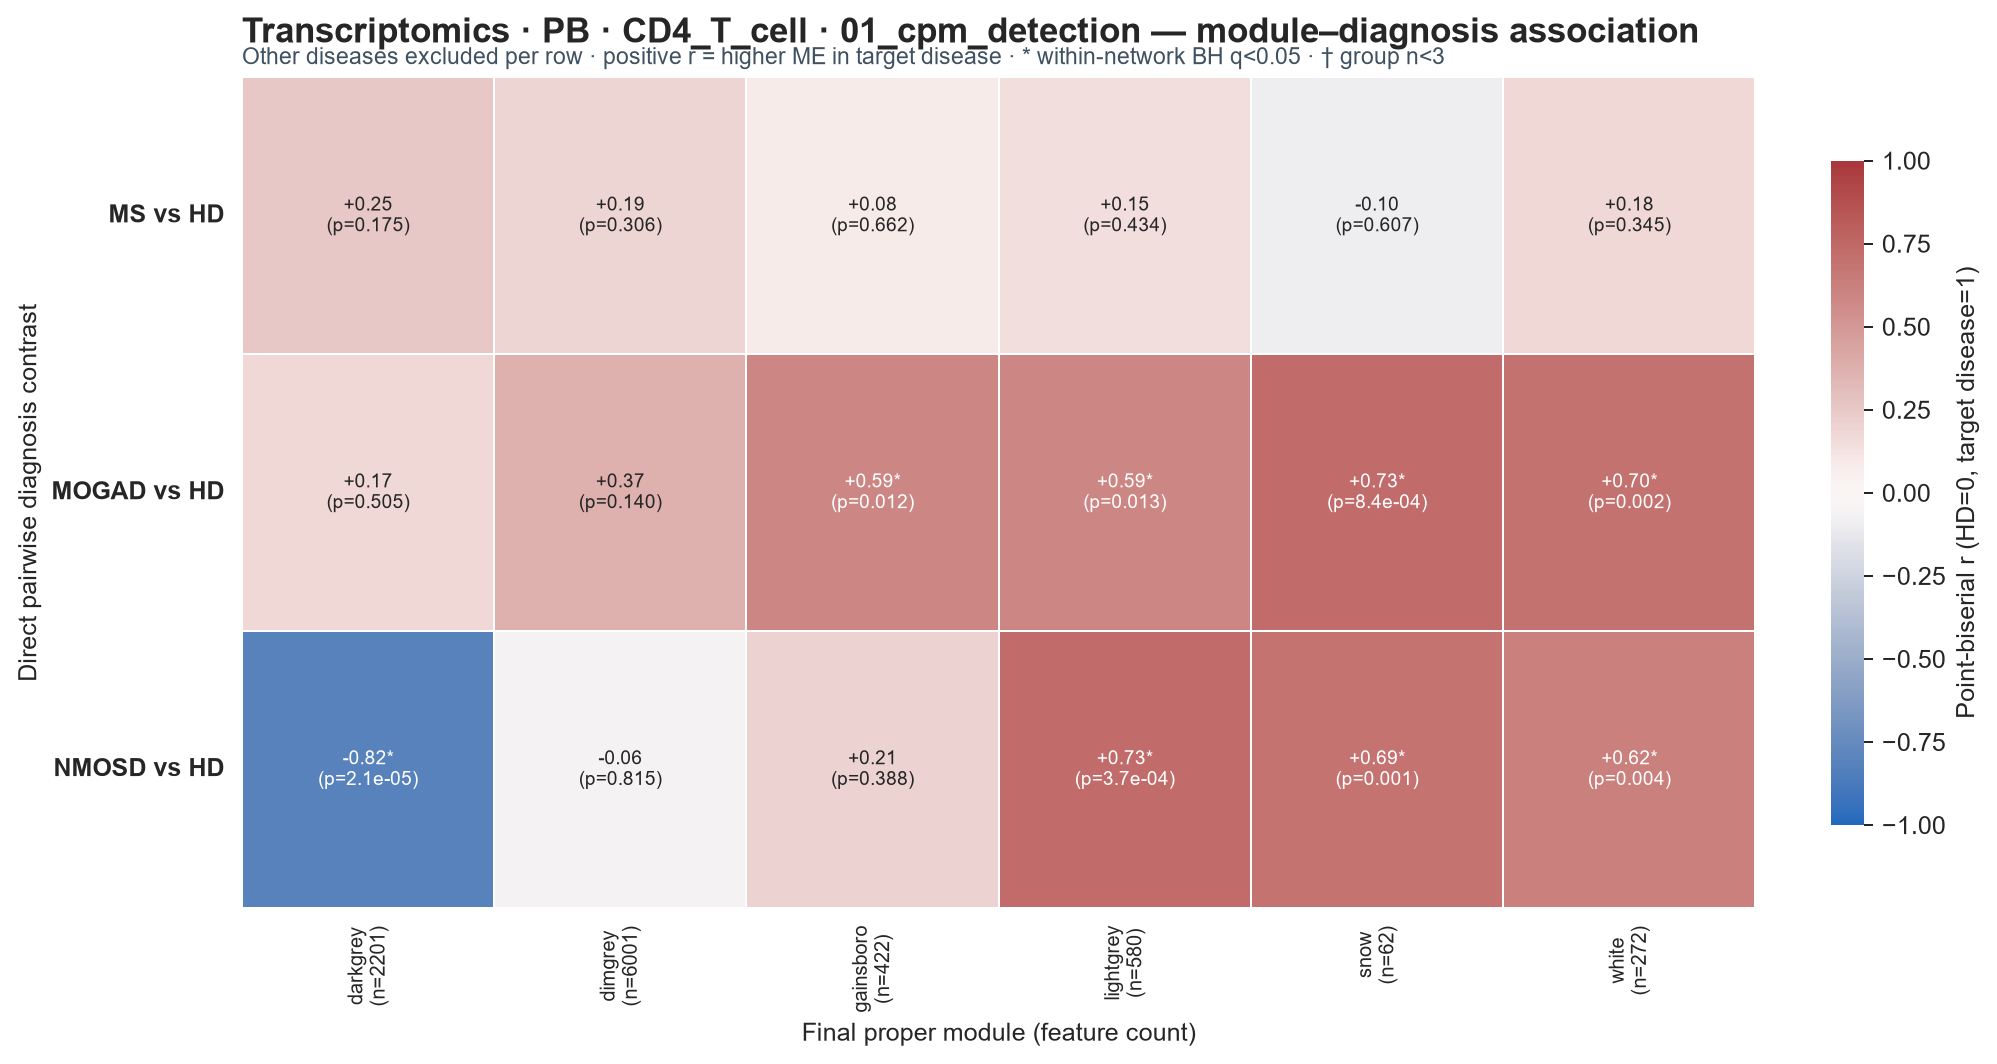 Transcriptomics · PB · CD4_T_cell · 01_cpm_detection — module–diagnosis association
Other diseases excluded per row · positive r = higher ME in target disease · * within-network BH q<0.05 · † group n<3
Direct pairwise diagnosis contrast
MS vs HD
+0.25
(p=0.175)
+0.19
(p=0.306)
+0.08
(p=0.662)
+0.15
(p=0.434)
-0.10
(p=0.607)
+0.18
(p=0.345)
MOGAD vs HD
+0.17
(p=0.505)
+0.37
(p=0.140)
+0.59*
(p=0.012)
+0.59*
(p=0.013)
+0.73*
(p=8.4e-04)
+0.70*
(p=0.002)
NMOSD vs HD
-0.82*
(p=2.1e-05)
-0.06
(p=0.815)
+0.21
(p=0.388)
+0.73*
(p=3.7e-04)
+0.69*
(p=0.001)
+0.62*
(p=0.004)
darkgrey
(n=2201)
dimgrey
(n=6001)
gainsboro
(n=422)
lightgrey
(n=580)
snow
(n=62)
white
(n=272)
Final proper module (feature count)
1.00
0.75
0.50
0.25
0.00
−0.25
−0.50
−0.75
−1.00
Point-biserial r (HD=0, target disease=1)